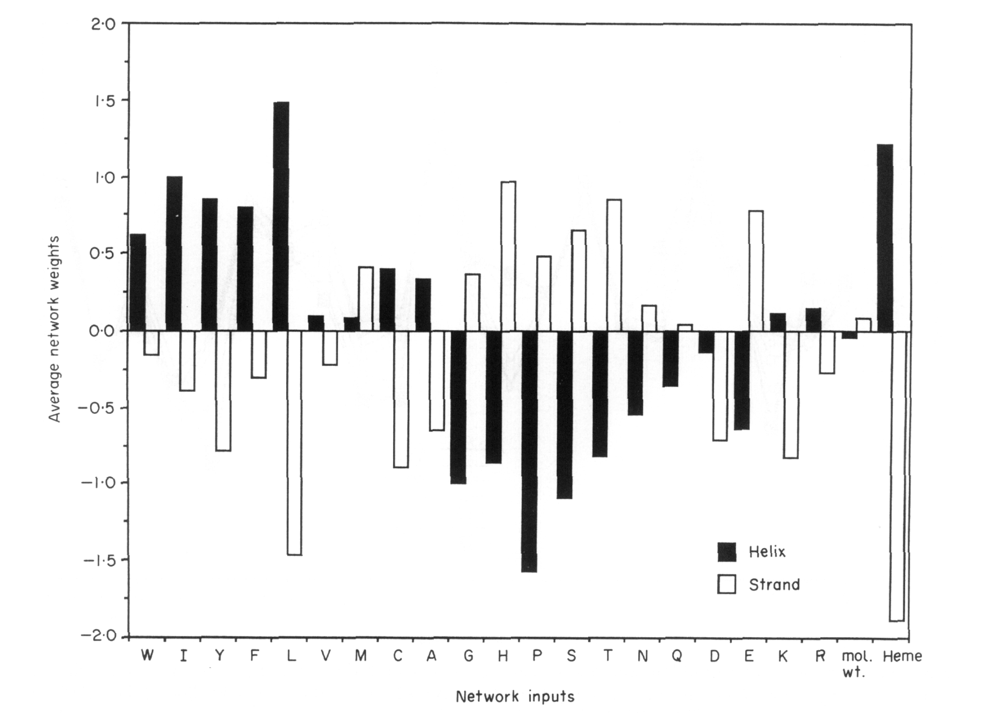 2·0
1·5
1·0
0·5
0·0
−0·5
−1·0
−1·5
−2·0
Average network weights
Helix
Strand
W I Y F L V M C A G H P S T N Q D E K R mol. Heme
wt.
Network inputs